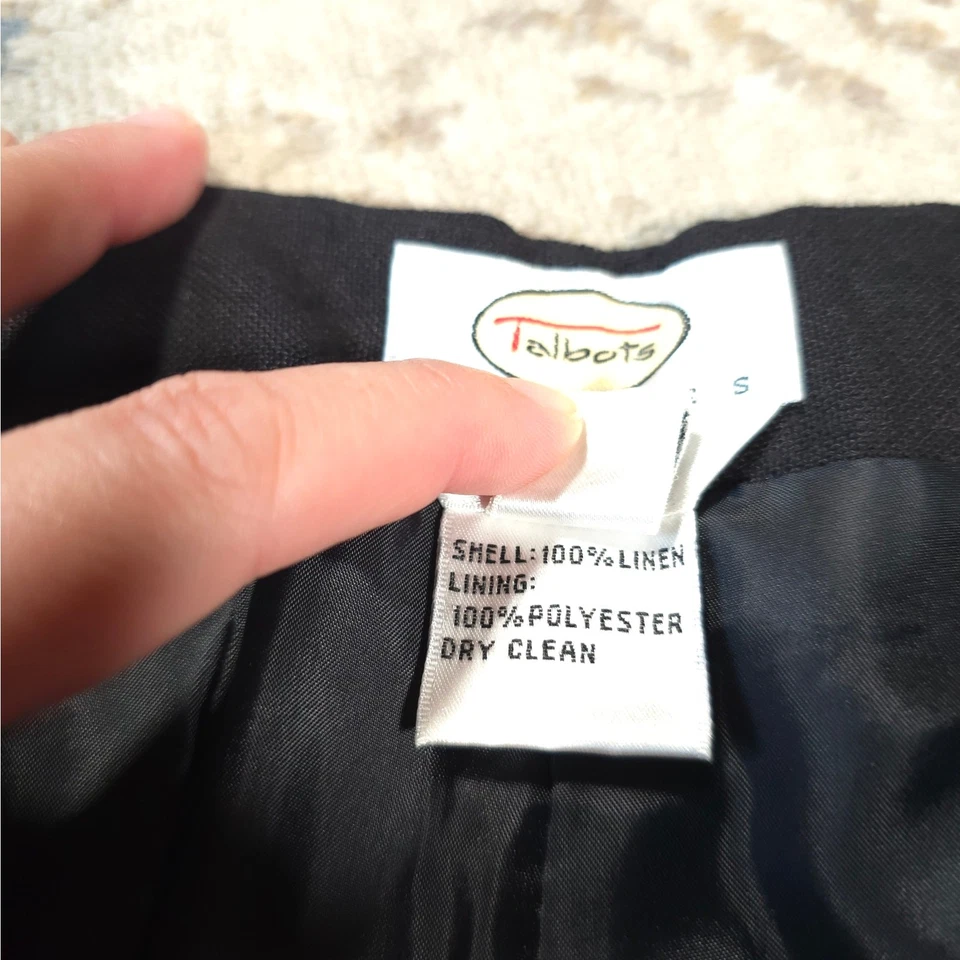 Talbots
S
SHELL:100%LINEN
LINING:
100%POLYESTER
DRY CLEAN